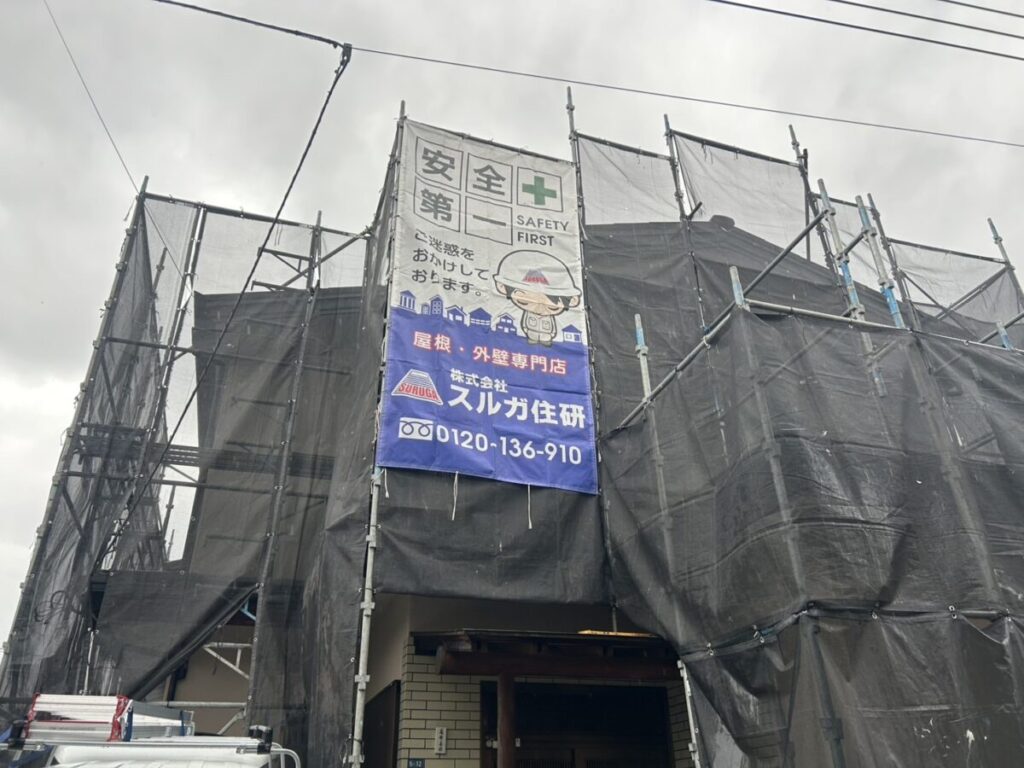 安全
第一
SAFETY
FIRST
ご迷惑を
おかけして
おります。
屋根・外壁専門店
SURUGA
株式会社
スルガ住研
0120-136-910